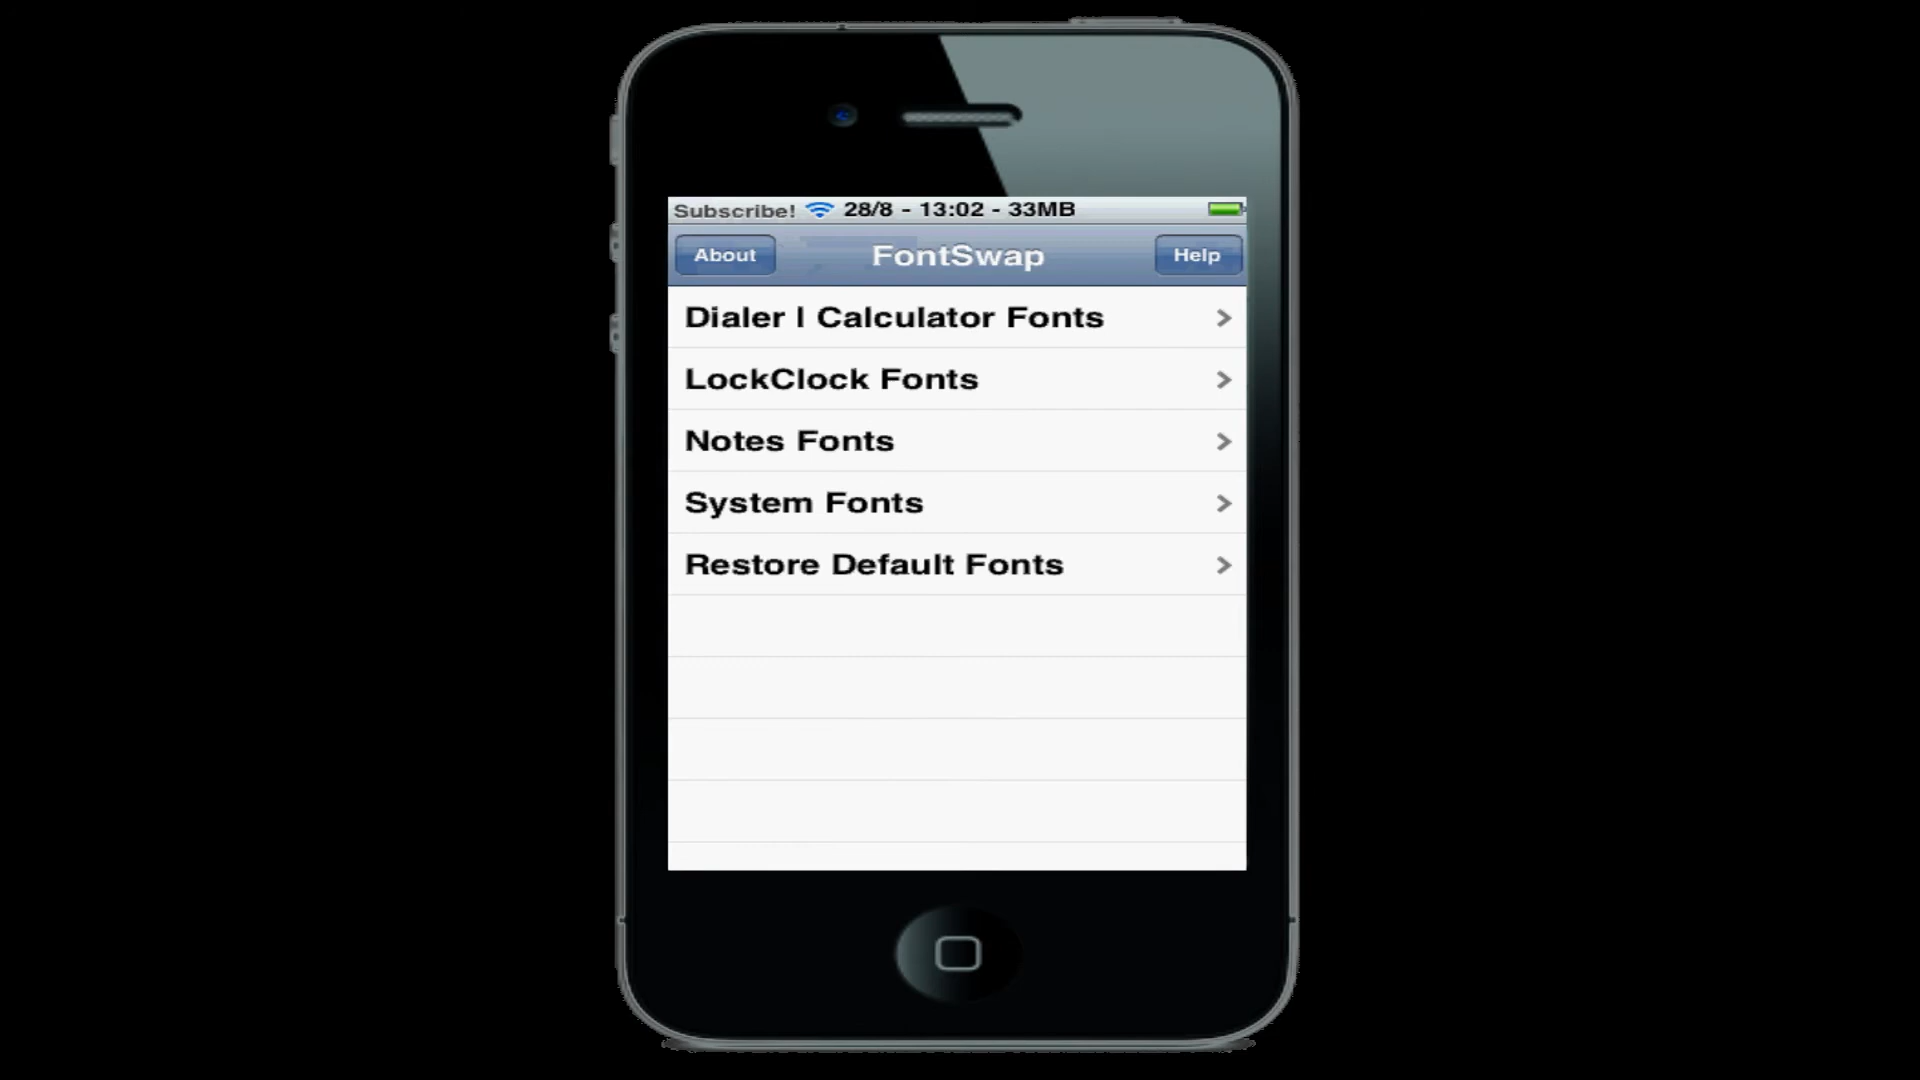 Subscribe! 28/8 - 13:02 - 33MB
About FontSwap Help
Dialer | Calculator Fonts
LockClock Fonts
Notes Fonts
System Fonts
Restore Default Fonts